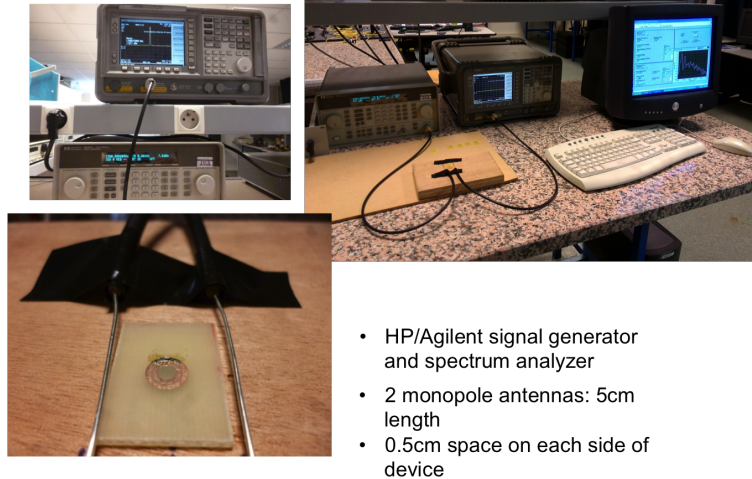 • HP/Agilent signal generator
and spectrum analyzer
• 2 monopole antennas: 5cm
length
• 0.5cm space on each side of
device